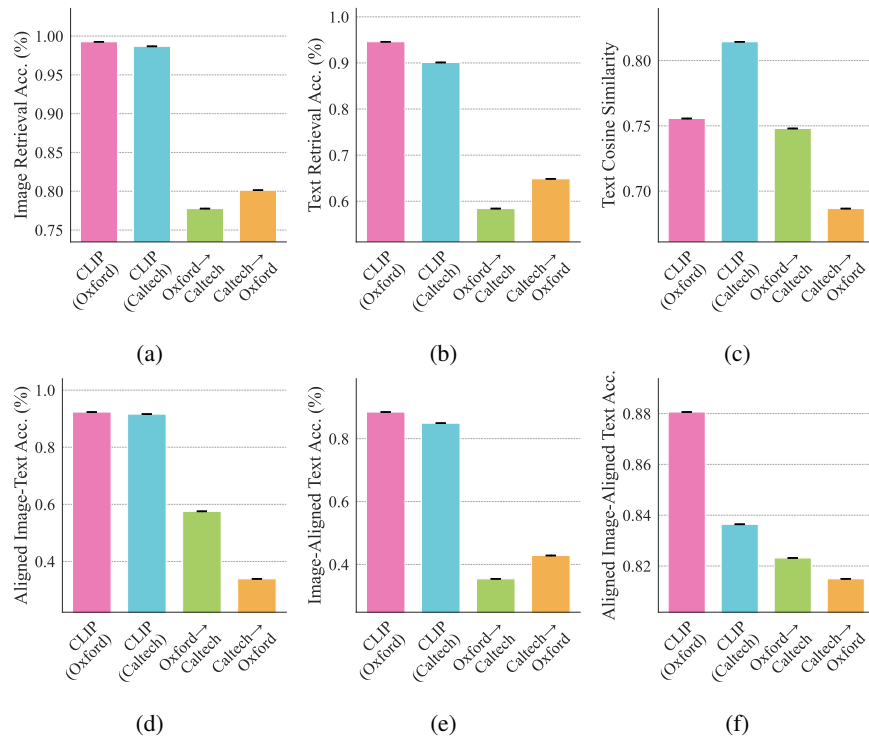 Image Retrieval Acc. (%)
1.00
0.95
0.90
0.85
0.80
0.75
CLIP
(Oxford)
CLIP
(Caltech)
Oxford→
Caltech
Caltech→
Oxford
(a)
Text Retrieval Acc. (%)
1.0
0.9
0.8
0.7
0.6
CLIP
(Oxford)
CLIP
(Caltech)
Oxford→
Caltech
Caltech→
Oxford
(b)
Text Cosine Similarity
0.80
0.75
0.70
CLIP
(Oxford)
CLIP
(Caltech)
Oxford→
Caltech
Caltech→
Oxford
(c)
Aligned Image-Text Acc. (%)
1.0
0.8
0.6
0.4
CLIP
(Oxford)
CLIP
(Caltech)
Oxford→
Caltech
Caltech→
Oxford
(d)
Image-Aligned Text Acc. (%)
0.8
0.6
0.4
CLIP
(Oxford)
CLIP
(Caltech)
Oxford→
Caltech
Caltech→
Oxford
(e)
Aligned Image-Aligned Text Acc.
0.88
0.86
0.84
0.82
CLIP
(Oxford)
CLIP
(Caltech)
Oxford→
Caltech
Caltech→
Oxford
(f)